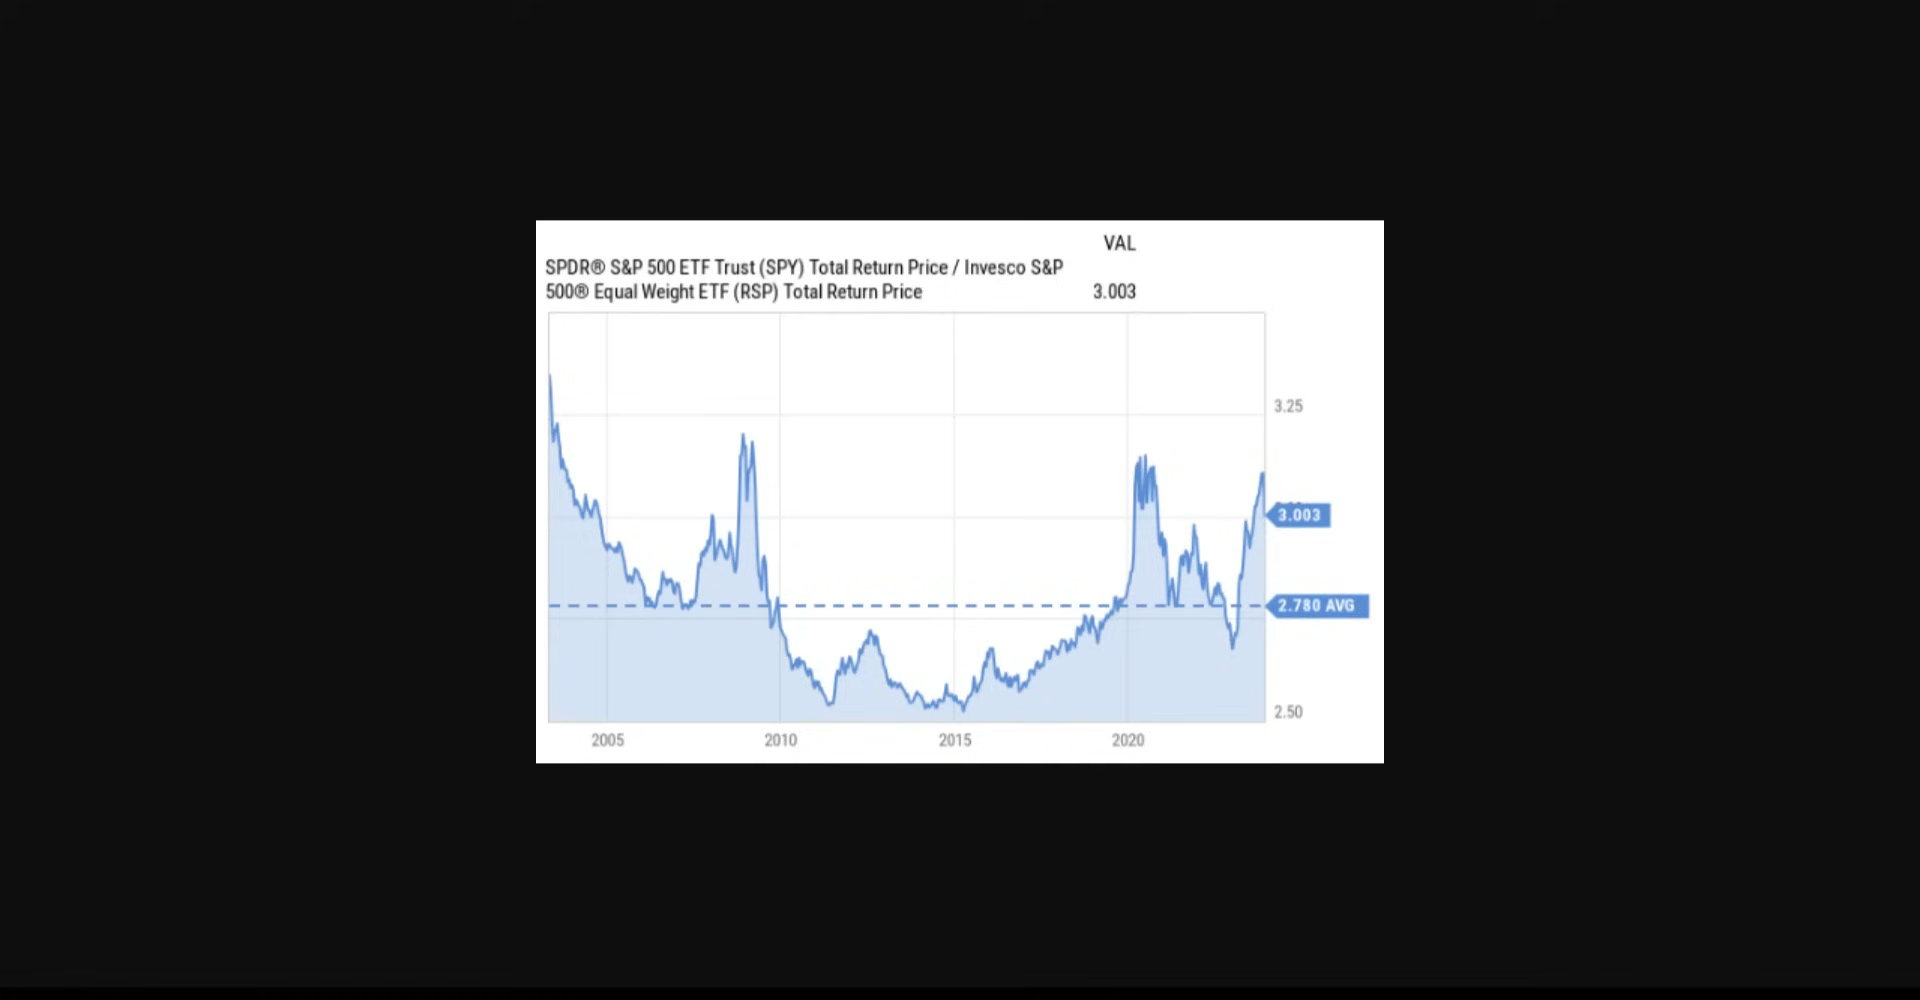 VAL
SPDR® S&P 500 ETF Trust (SPY) Total Return Price / Invesco S&P
500® Equal Weight ETF (RSP) Total Return Price 3.003
3.25
3.003
2.780 AVG
2.50
2005 2010 2015 2020